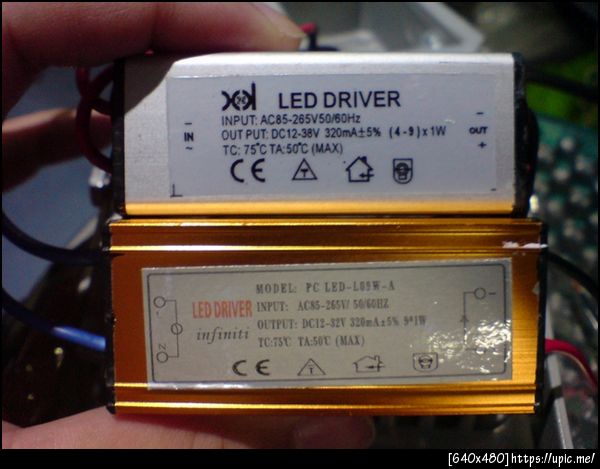 LED DRIVER
INPUT: AC85-265V50/60Hz
OUT PUT: DC12-38V 320mA±5% (4-9)x1W
TC: 75℃ TA:50℃ (MAX)
–
IN
~
–
OUT
+
CE
LED DRIVER
infiniti
MODEL: PC LED-L09W-A
INPUT: AC85-265V/ 50/60HZ
OUTPUT: DC12-32V 320mA±5% 9*1W
TC:75℃ TA:50℃ (MAX)
N
CE
[640x480]https://upic.me/